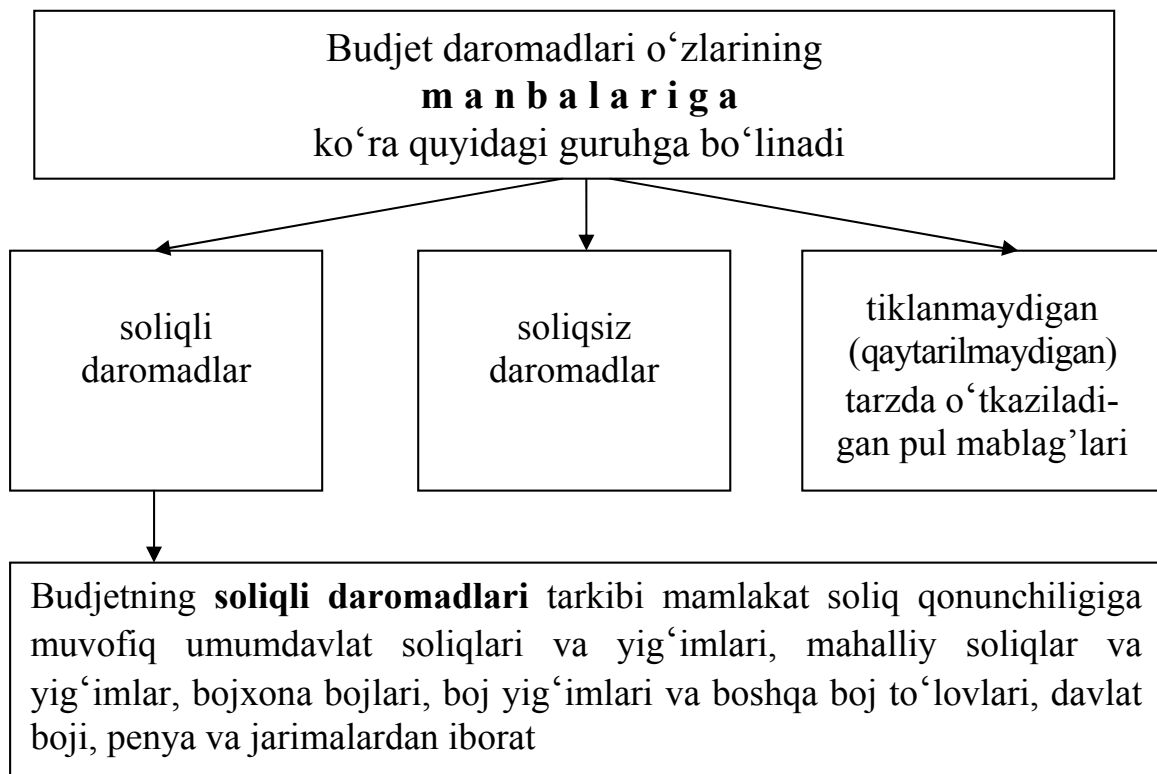 Budjet daromadlari o‘zlarining
m a n b a l a r i g a
ko‘ra quyidagi guruhga bo‘linadi
soliqli
daromadlar
soliqsiz
daromadlar
tiklanmaydigan
(qaytarilmaydigan)
tarzda o‘tkaziladi-
gan pul mablag’lari
Budjetning soliqli daromadlari tarkibi mamlakat soliq qonunchiligiga
muvofiq umumdavlat soliqlari va yig‘imlari, mahalliy soliqlar va
yig‘imlar, bojxona bojlari, boj yig‘imlari va boshqa boj to‘lovlari, davlat
boji, penya va jarimalardan iborat